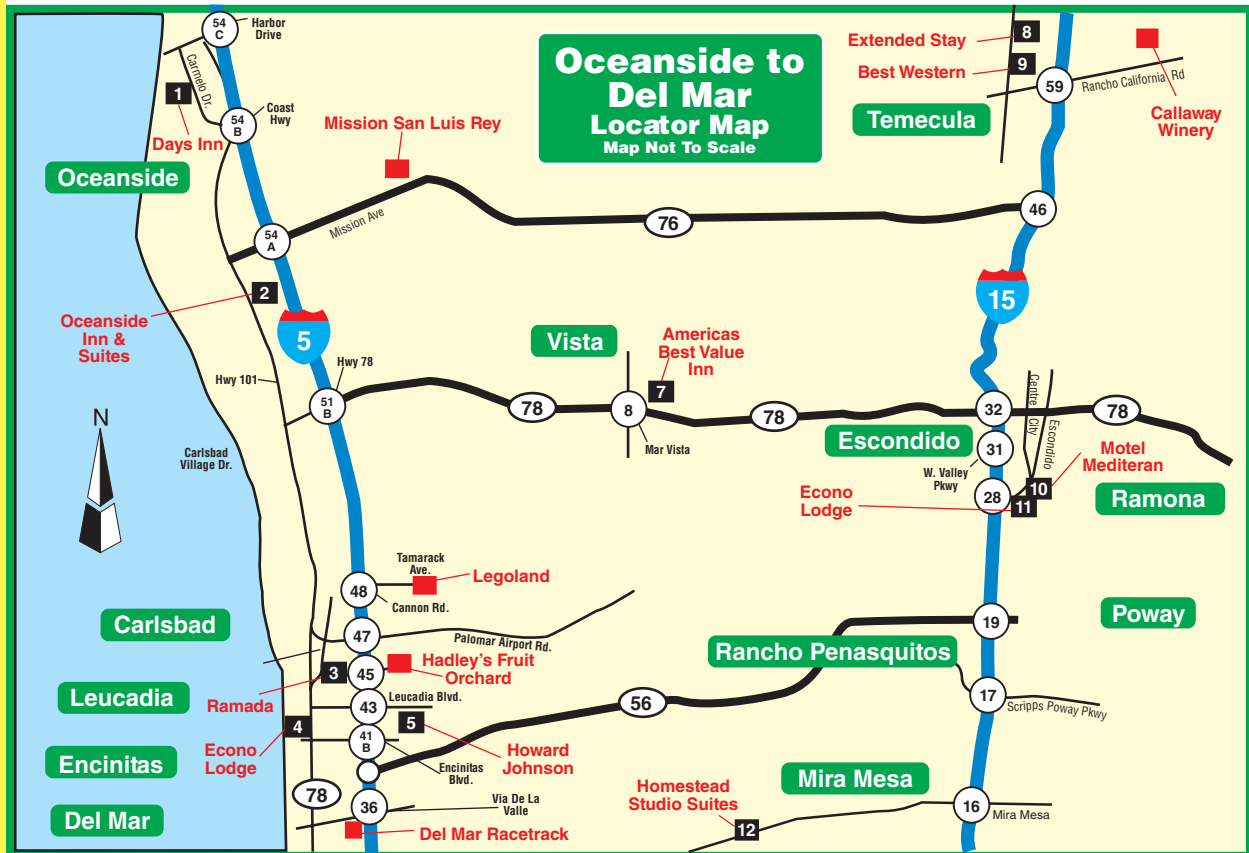 Oceanside to
Del Mar
Locator Map
Map Not To Scale
54
C
Harbor
Drive
Carmelo Dr.
1
Days Inn
54
B
Coast
Hwy
Mission San Luis Rey
Oceanside
54
A
Mission Ave
76
46
Extended Stay
8
Best Western
9
Temecula
59
Rancho California Rd
Callaway
Winery
15
2
Oceanside
Inn &
Suites
5
Hwy 101
Hwy 78
51
B
78
Vista
Americas
Best Value
Inn
7
8
Mar Vista
78
32
78
Centre City
Escondido
Escondido
31
W. Valley
Pkwy
28
Motel
Mediteran
10
11
Econo
Lodge
Ramona
N
Carlsbad
Village Dr.
Tamarack
Ave.
Legoland
48
Cannon Rd.
Carlsbad
47
Palomar Airport Rd.
Hadley's Fruit
Orchard
3
45
Ramada
Leucadia
43
Leucadia Blvd.
4
5
Econo
Lodge
41
B
Encinitas
Blvd.
Howard
Johnson
Encinitas
56
78
36
Via De La
Valle
Del Mar
Del Mar Racetrack
19
Poway
Rancho Penasquitos
17
Scripps Poway Pkwy
Mira Mesa
Homestead
Studio Suites
12
16
Mira Mesa